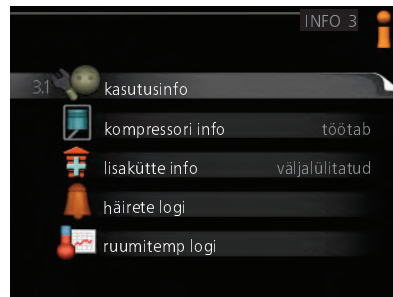 INFO 3
3.1 kasutusinfo
kompressori info töötab
lisakütte info väljalülitatud
häirete logi
ruumitemp logi